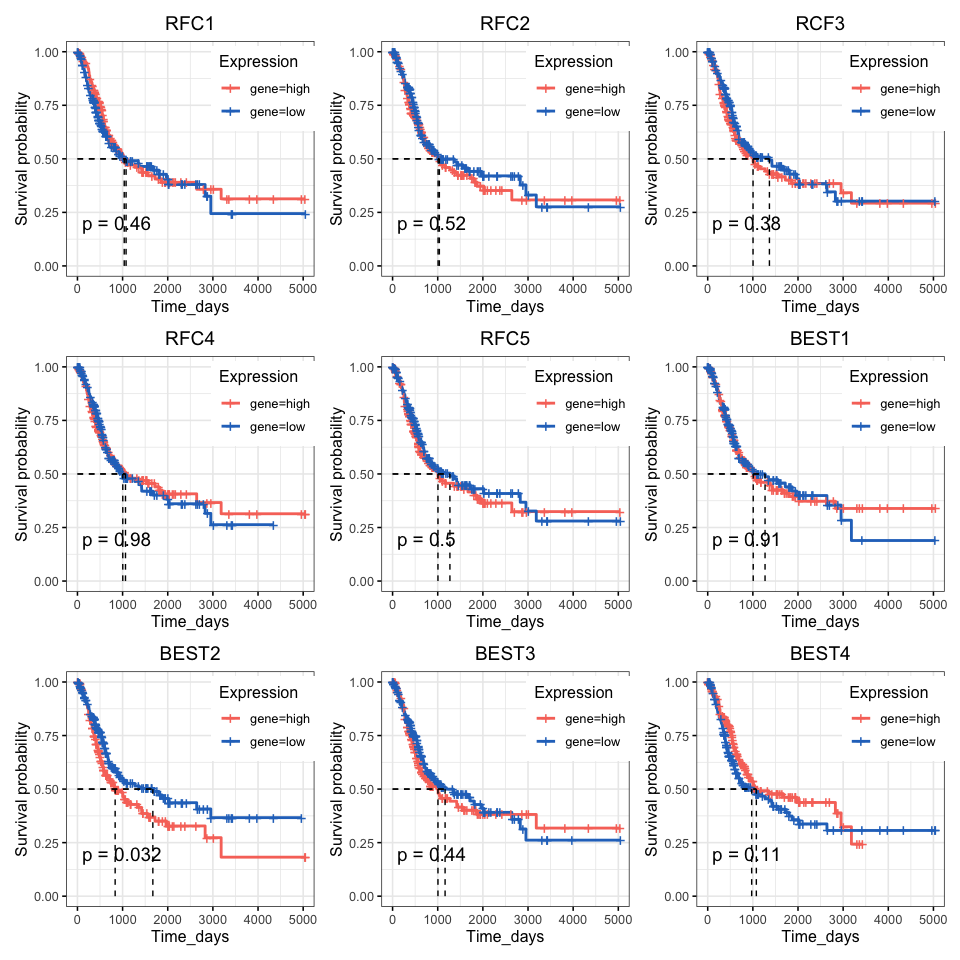 RFC1
Survival probability
1.00
0.75
0.50
0.25
0.00
Expression
gene=high
gene=low
p = 0.46
0 1000 2000 3000 4000 5000
Time_days
RFC2
Survival probability
1.00
0.75
0.50
0.25
0.00
Expression
gene=high
gene=low
p = 0.52
0 1000 2000 3000 4000 5000
Time_days
RCF3
Survival probability
1.00
0.75
0.50
0.25
0.00
Expression
gene=high
gene=low
p = 0.38
0 1000 2000 3000 4000 5000
Time_days
RFC4
Survival probability
1.00
0.75
0.50
0.25
0.00
Expression
gene=high
gene=low
p = 0.98
0 1000 2000 3000 4000 5000
Time_days
RFC5
Survival probability
1.00
0.75
0.50
0.25
0.00
Expression
gene=high
gene=low
p = 0.5
0 1000 2000 3000 4000 5000
Time_days
BEST1
Survival probability
1.00
0.75
0.50
0.25
0.00
Expression
gene=high
gene=low
p = 0.91
0 1000 2000 3000 4000 5000
Time_days
BEST2
Survival probability
1.00
0.75
0.50
0.25
0.00
Expression
gene=high
gene=low
p = 0.032
0 1000 2000 3000 4000 5000
Time_days
BEST3
Survival probability
1.00
0.75
0.50
0.25
0.00
Expression
gene=high
gene=low
p = 0.44
0 1000 2000 3000 4000 5000
Time_days
BEST4
Survival probability
1.00
0.75
0.50
0.25
0.00
Expression
gene=high
gene=low
p = 0.11
0 1000 2000 3000 4000 5000
Time_days